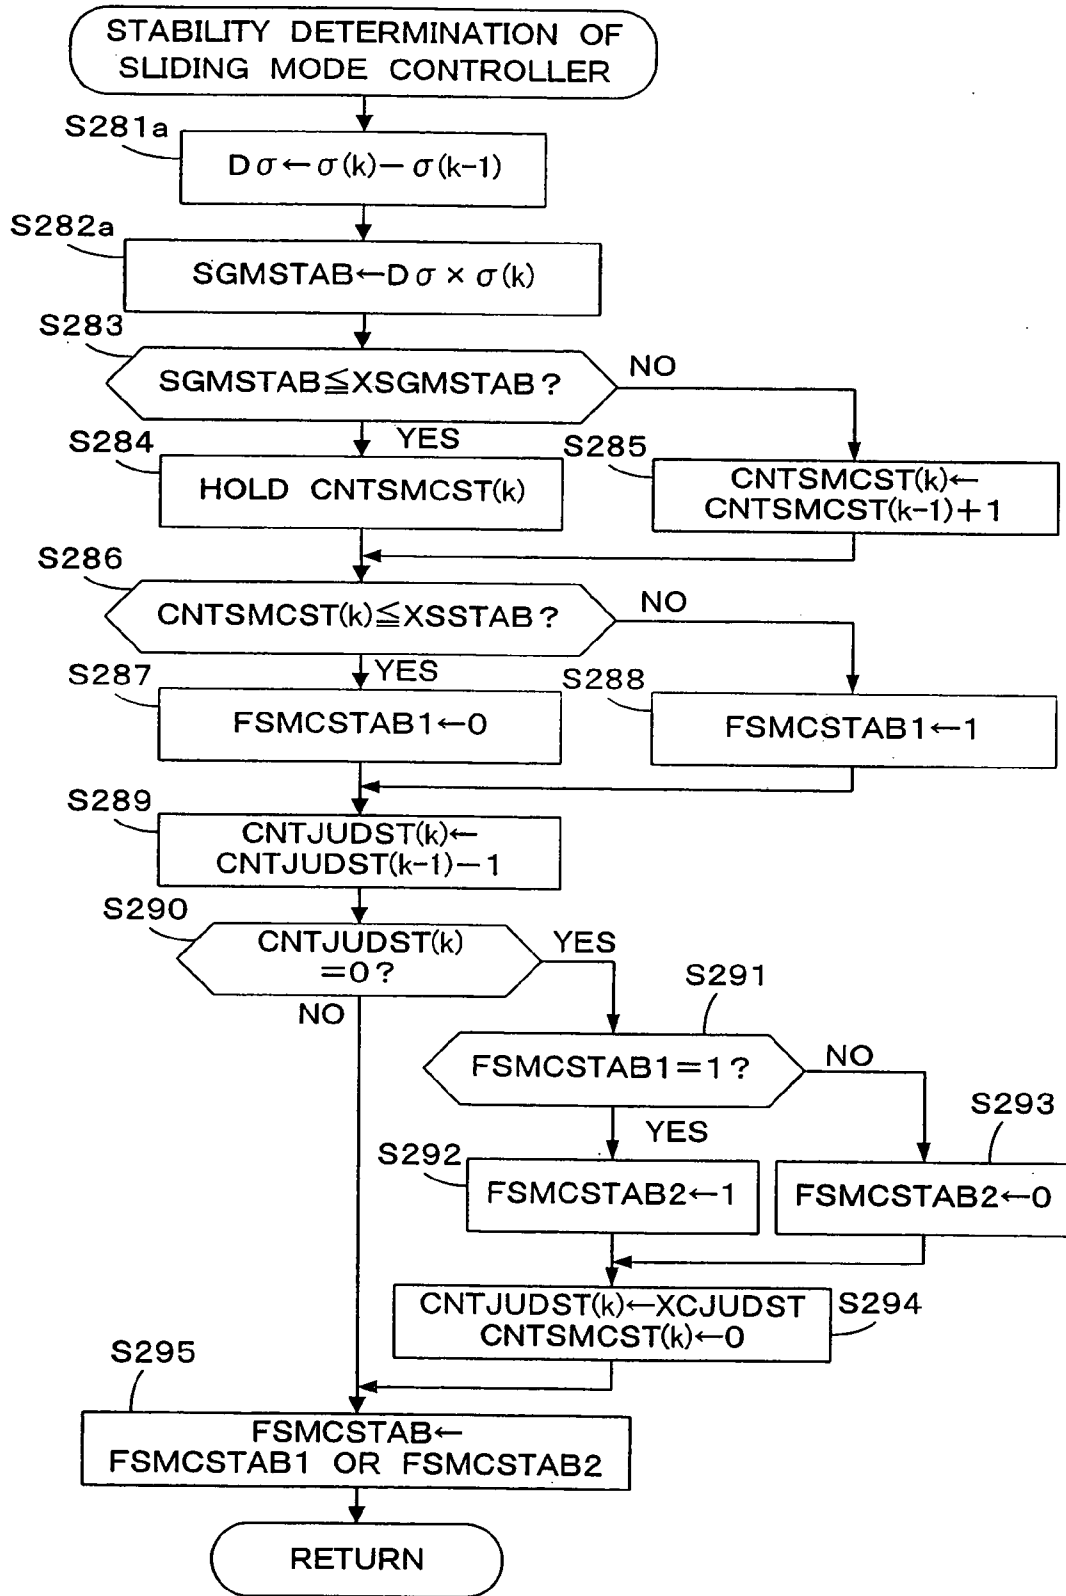 STABILITY DETERMINATION OF
SLIDING MODE CONTROLLER
S281a
Dσ←σ(k)−σ(k-1)
S282a
SGMSTAB←Dσ×σ(k)
S283
SGMSTAB≦XSGMSTAB?
NO
YES
S284
HOLD CNTSMCST(k)
S285
CNTSMCST(k)←
CNTSMCST(k-1)+1
S286
CNTSMCST(k)≦XSSTAB?
NO
YES
S287
FSMCSTAB1←0
S288
FSMCSTAB1←1
S289
CNTJUDST(k)←
CNTJUDST(k-1)−1
S290
CNTJUDST(k)
=0?
YES
NO
S291
FSMCSTAB1=1?
NO
YES
S292
FSMCSTAB2←1
S293
FSMCSTAB2←0
CNTJUDST(k)←XCJUDST
CNTSMCST(k)←0
S294
S295
FSMCSTAB←
FSMCSTAB1 OR FSMCSTAB2
RETURN